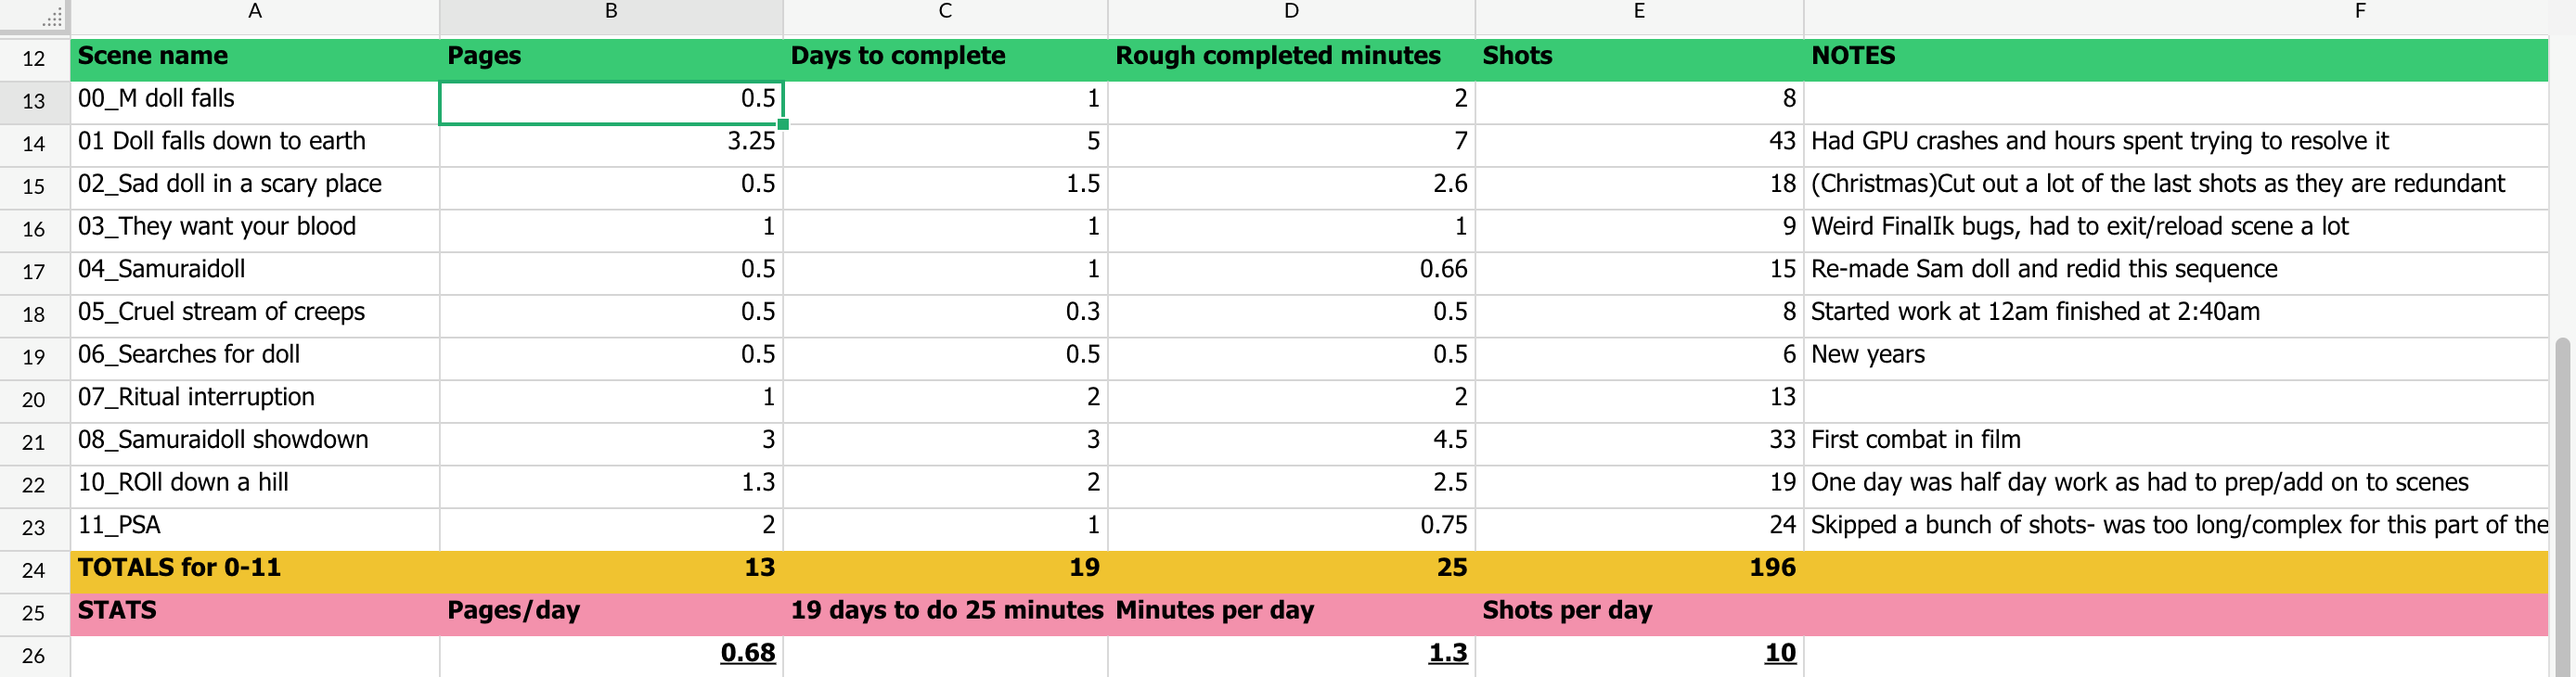 A B C D E F
12 Scene name Pages Days to complete Rough completed minutes Shots NOTES
13 00_M doll falls 0.5 1 2 8
14 01 Doll falls down to earth 3.25 5 7 43 Had GPU crashes and hours spent trying to resolve it
15 02_Sad doll in a scary place 0.5 1.5 2.6 18 (Christmas)Cut out a lot of the last shots as they are redundant
16 03_They want your blood 1 1 1 9 Weird FinalIk bugs, had to exit/reload scene a lot
17 04_Samuraidoll 0.5 1 0.66 15 Re-made Sam doll and redid this sequence
18 05_Cruel stream of creeps 0.5 0.3 0.5 8 Started work at 12am finished at 2:40am
19 06_Searches for doll 0.5 0.5 0.5 6 New years
20 07_Ritual interruption 1 2 2 13
21 08_Samuraidoll showdown 3 3 4.5 33 First combat in film
22 10_ROll down a hill 1.3 2 2.5 19 One day was half day work as had to prep/add on to scenes
23 11_PSA 2 1 0.75 24 Skipped a bunch of shots- was too long/complex for this part of the
24 TOTALS for 0-11 13 19 25 196
25 STATS Pages/day 19 days to do 25 minutes Minutes per day Shots per day
26 0.68 1.3 10